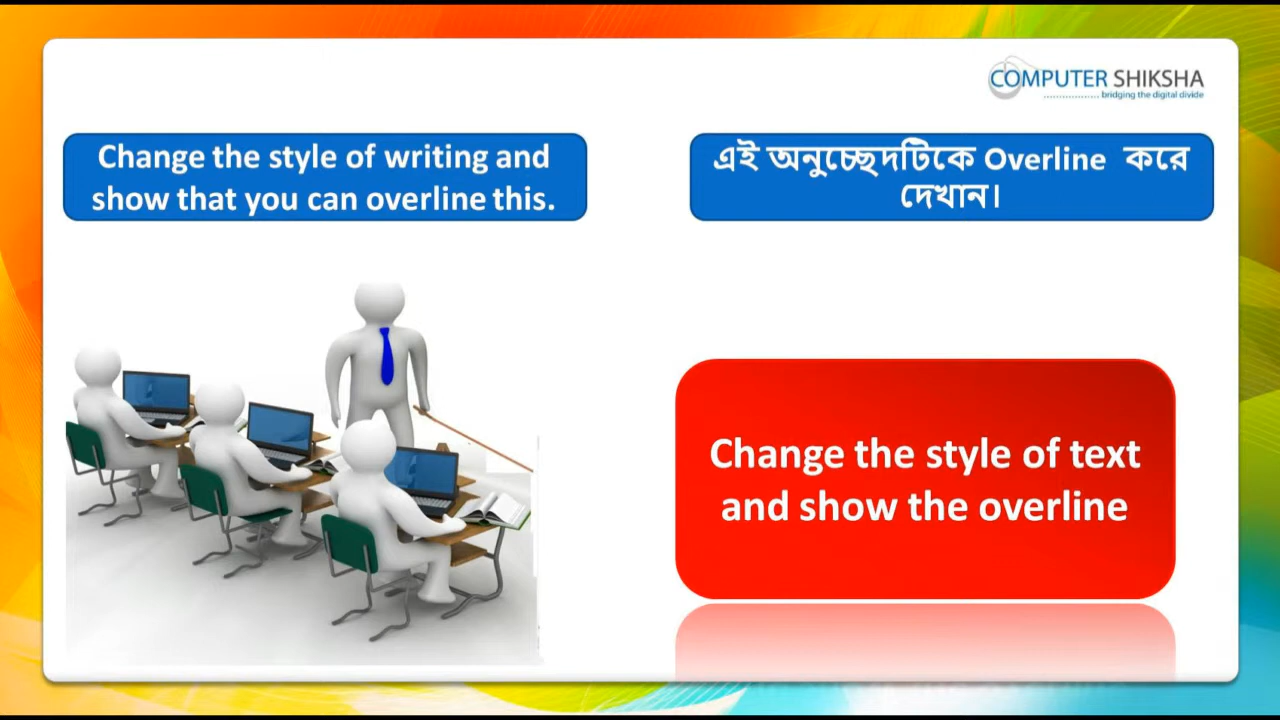 COMPUTER SHIKSHA
bridging the digital divide
Change the style of writing and
show that you can overline this.
এই অনুচ্ছেদটিকে Overline করে
দেখান।
Change the style of text
and show the overline